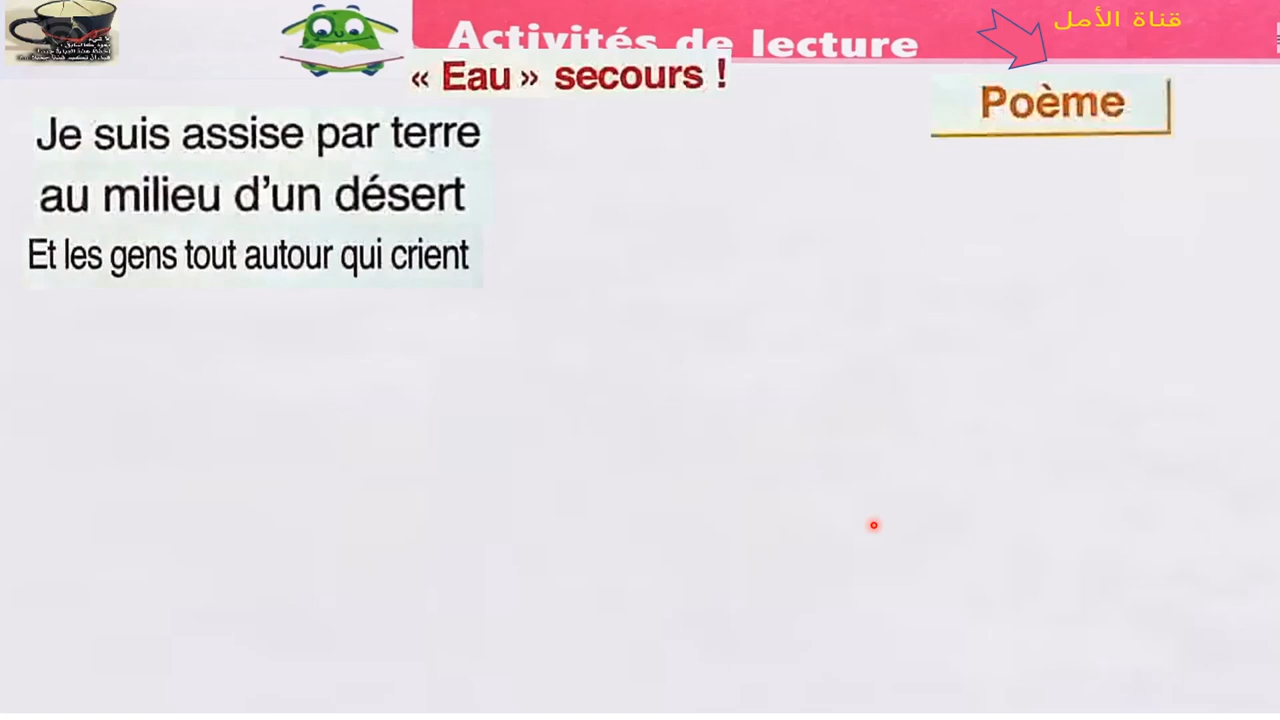 Activités de lecture
قناة الأمل
« Eau » secours !
Poème
Je suis assise par terre
au milieu d'un désert
Et les gens tout autour qui crient